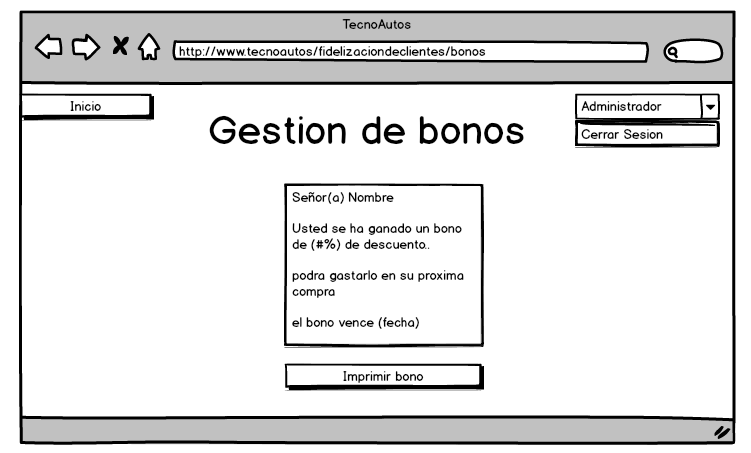 TecnoAutos
http://www.tecnoautos/fidelizaciondeclientes/bonos
Inicio
Administrador
Cerrar Sesion
Gestion de bonos
Señor(a) Nombre
Usted se ha ganado un bono
de (#%) de descuento..
podra gastarlo en su proxima
compra
el bono vence (fecha)
Imprimir bono